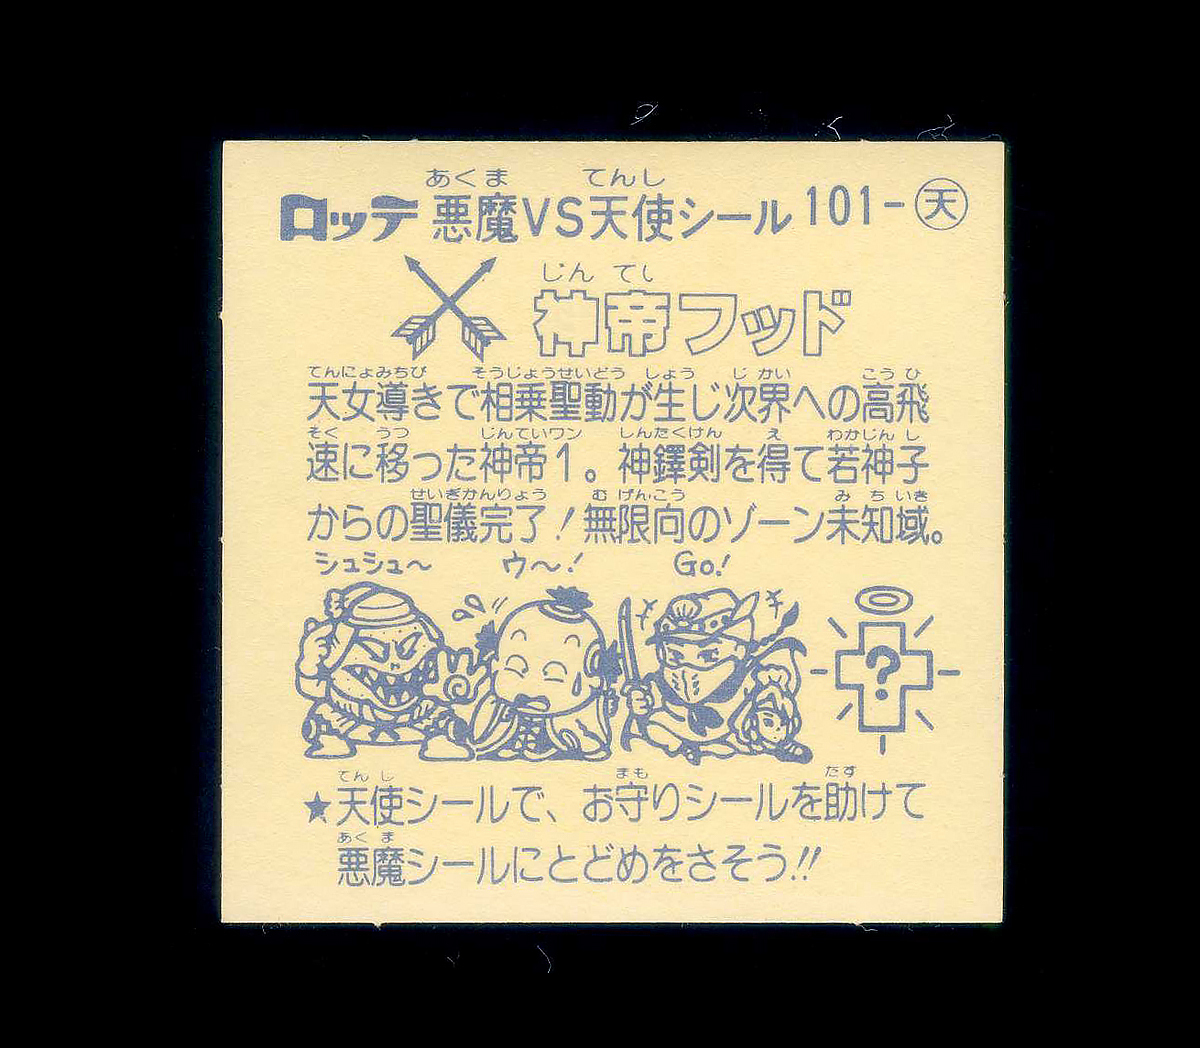 あくま てんし
ロッテ 悪魔VS天使シール 101-天
じん てい
神帝フッド
てんにょみちび そうじょうせいどう しょう じ かい こう ひ
天女導きで相乗聖動が生じ次界への高飛
そく うつ じんていワン しんたくけん え わかじん し
速に移った神帝1。神鐸剣を得て若神子
せいぎかんりょう む げんこう み ち いき
からの聖儀完了!無限向のゾーン未知域。
シュシュ〜 ウ〜! Go!
?
てん し まも たす
★天使シールで、お守りシールを助けて
あく ま
悪魔シールにとどめをさそう!!